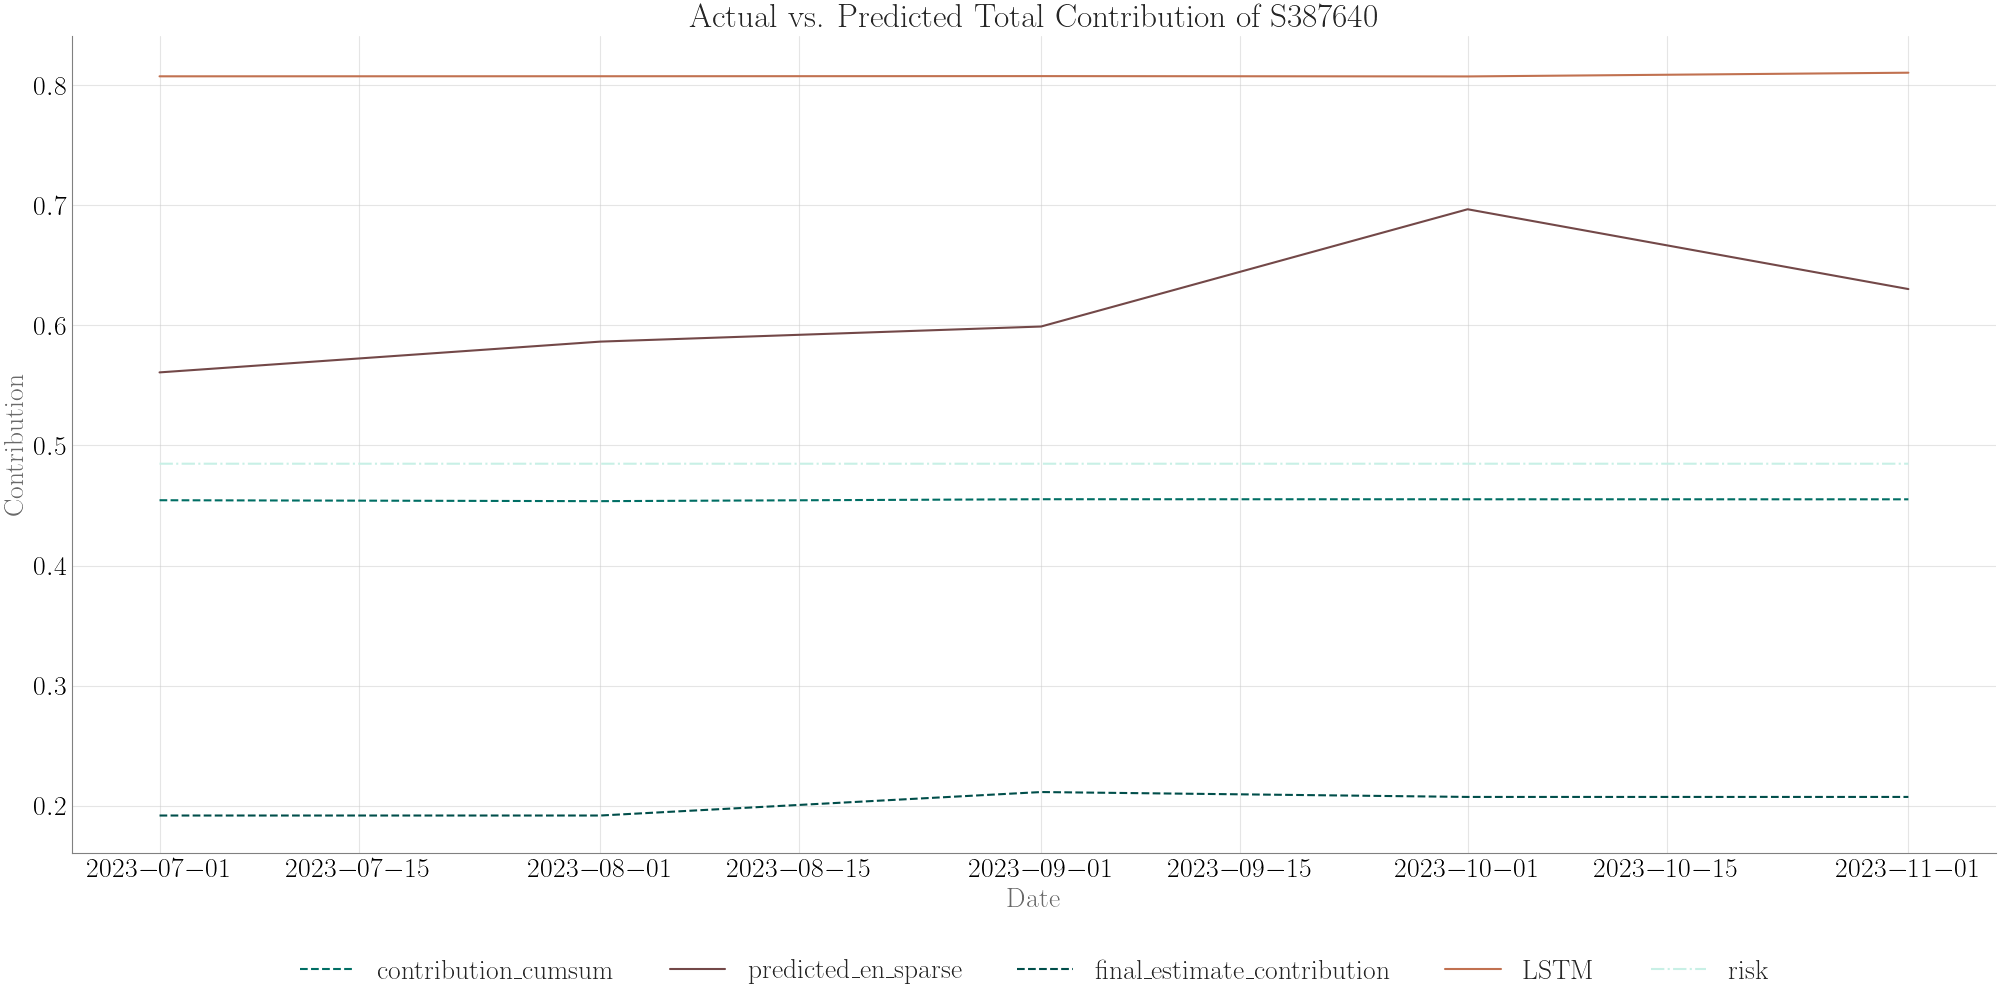 Actual vs. Predicted Total Contribution of S387640
Contribution
0.8
0.7
0.6
0.5
0.4
0.3
0.2
2023−07−01 2023−07−15 2023−08−01 2023−08−15 2023−09−01 2023−09−15 2023−10−01 2023−10−15 2023−11−01
Date
contribution_cumsum predicted_en_sparse final_estimate_contribution LSTM risk